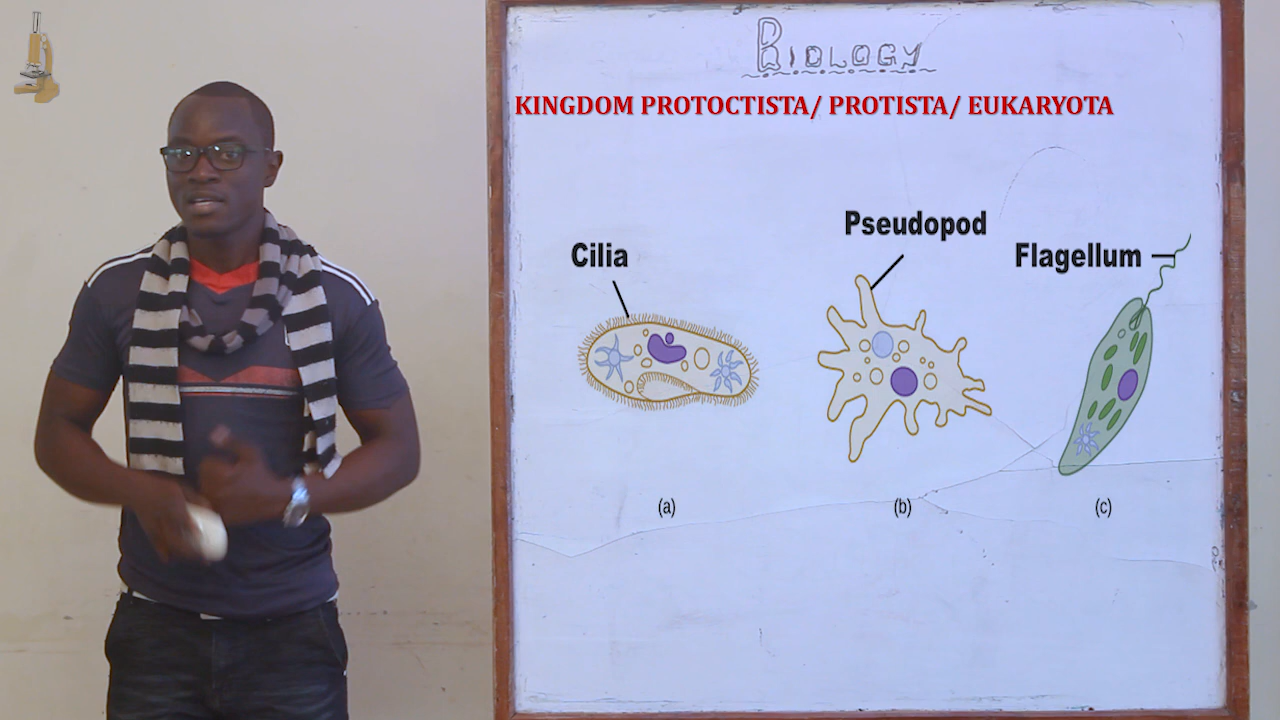 BIOLOGY
KINGDOM PROTOCTISTA/ PROTISTA/ EUKARYOTA
Pseudopod
Cilia
Flagellum
(a)
(b)
(c)